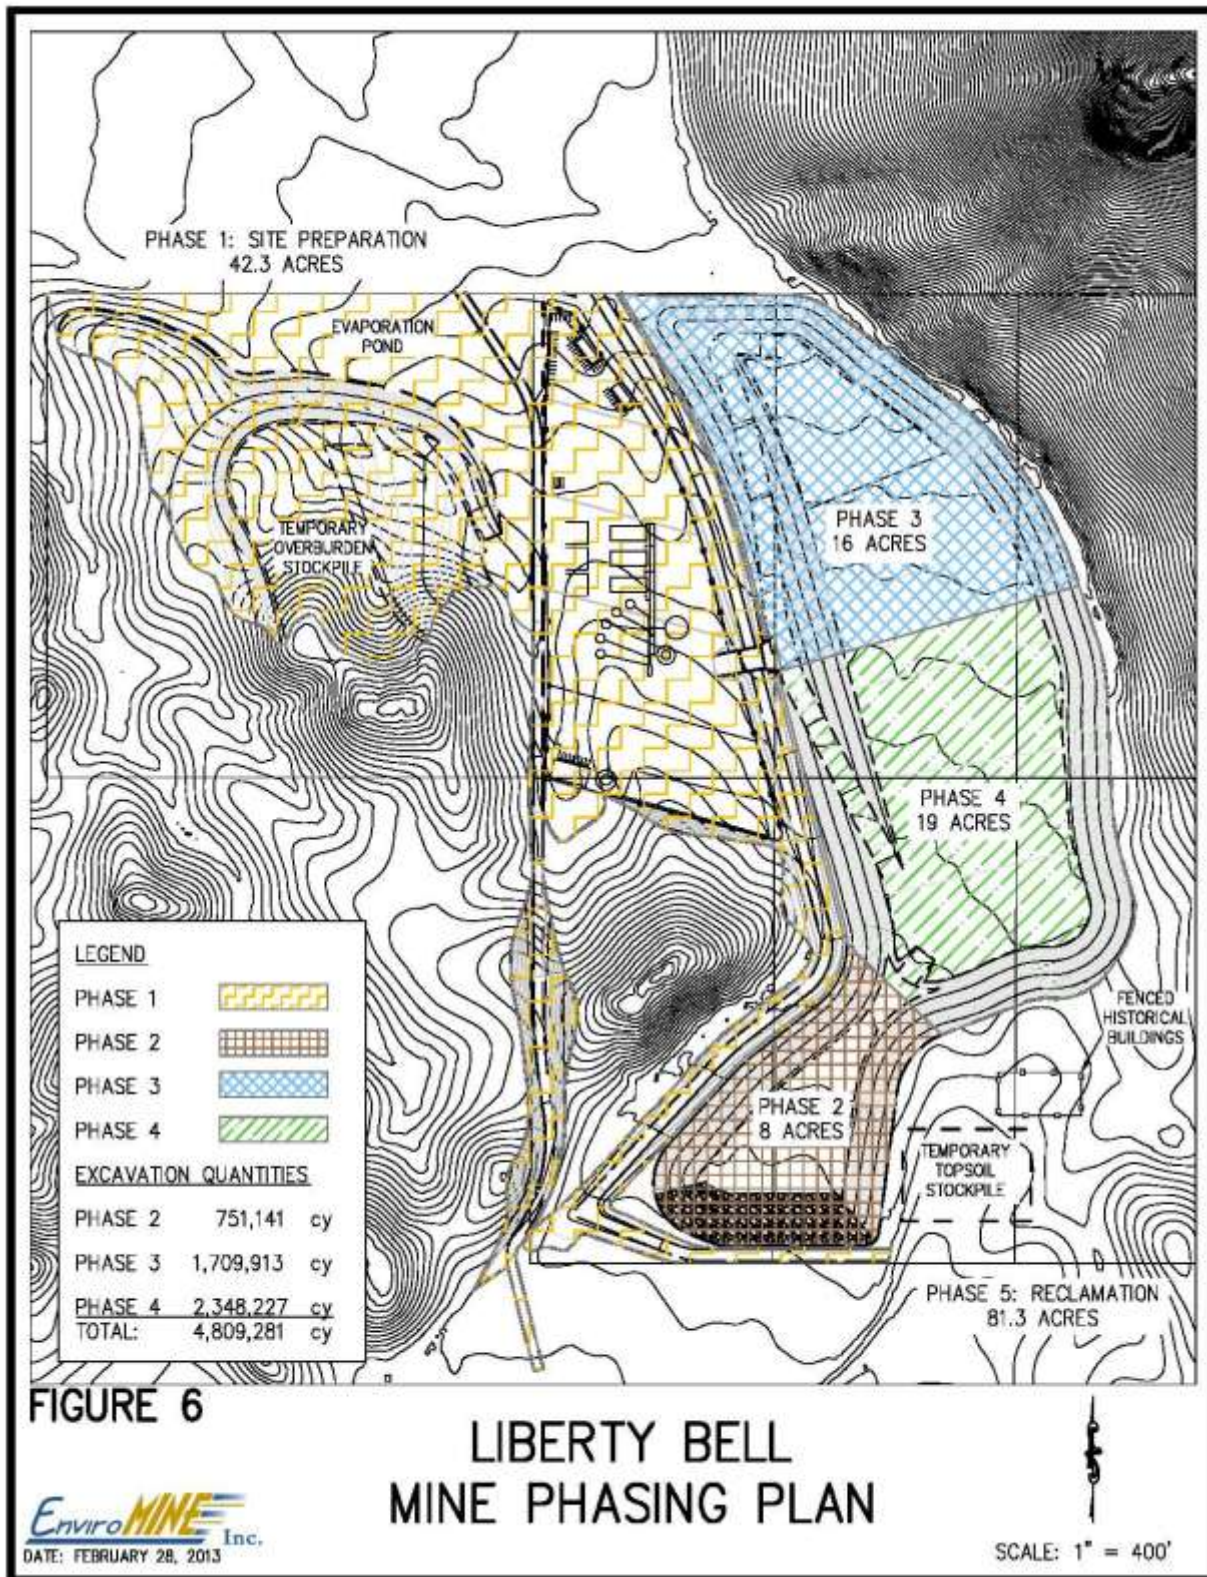 PHASE 1: SITE PREPARATION
42.3 ACRES
EVAPORATION
POND
TEMPORARY
OVERBURDEN
STOCKPILE
PHASE 3
16 ACRES
PHASE 4
19 ACRES
FENCED
HISTORICAL
BUILDINGS
PHASE 2
8 ACRES
TEMPORARY
TOPSOIL
STOCKPILE
PHASE 5: RECLAMATION
81.3 ACRES
LEGEND
PHASE 1
PHASE 2
PHASE 3
PHASE 4
EXCAVATION QUANTITIES
PHASE 2 751,141 cy
PHASE 3 1,709,913 cy
PHASE 4 2,348,227 cy
TOTAL: 4,809,281 cy
FIGURE 6
LIBERTY BELL
MINE PHASING PLAN
EnviroMINE Inc.
DATE: FEBRUARY 28, 2013
SCALE: 1" = 400'